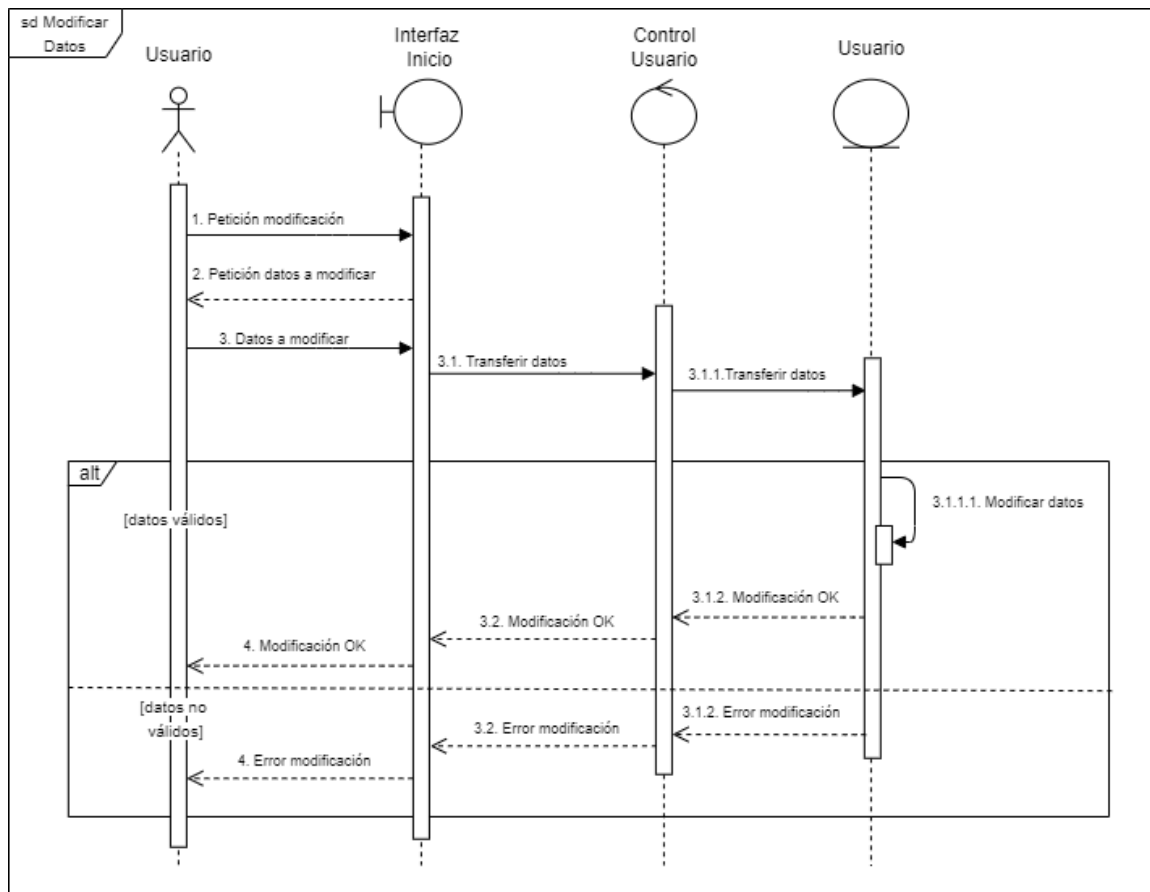 sd Modificar
Datos
Usuario
Interfaz
Inicio
Control
Usuario
Usuario
1. Petición modificación
2. Petición datos a modificar
3. Datos a modificar
3.1. Transferir datos
3.1.1.Transferir datos
alt
[datos válidos]
3.1.1.1. Modificar datos
3.1.2. Modificación OK
3.2. Modificación OK
4. Modificación OK
[datos no
válidos]
3.1.2. Error modificación
3.2. Error modificación
4. Error modificación